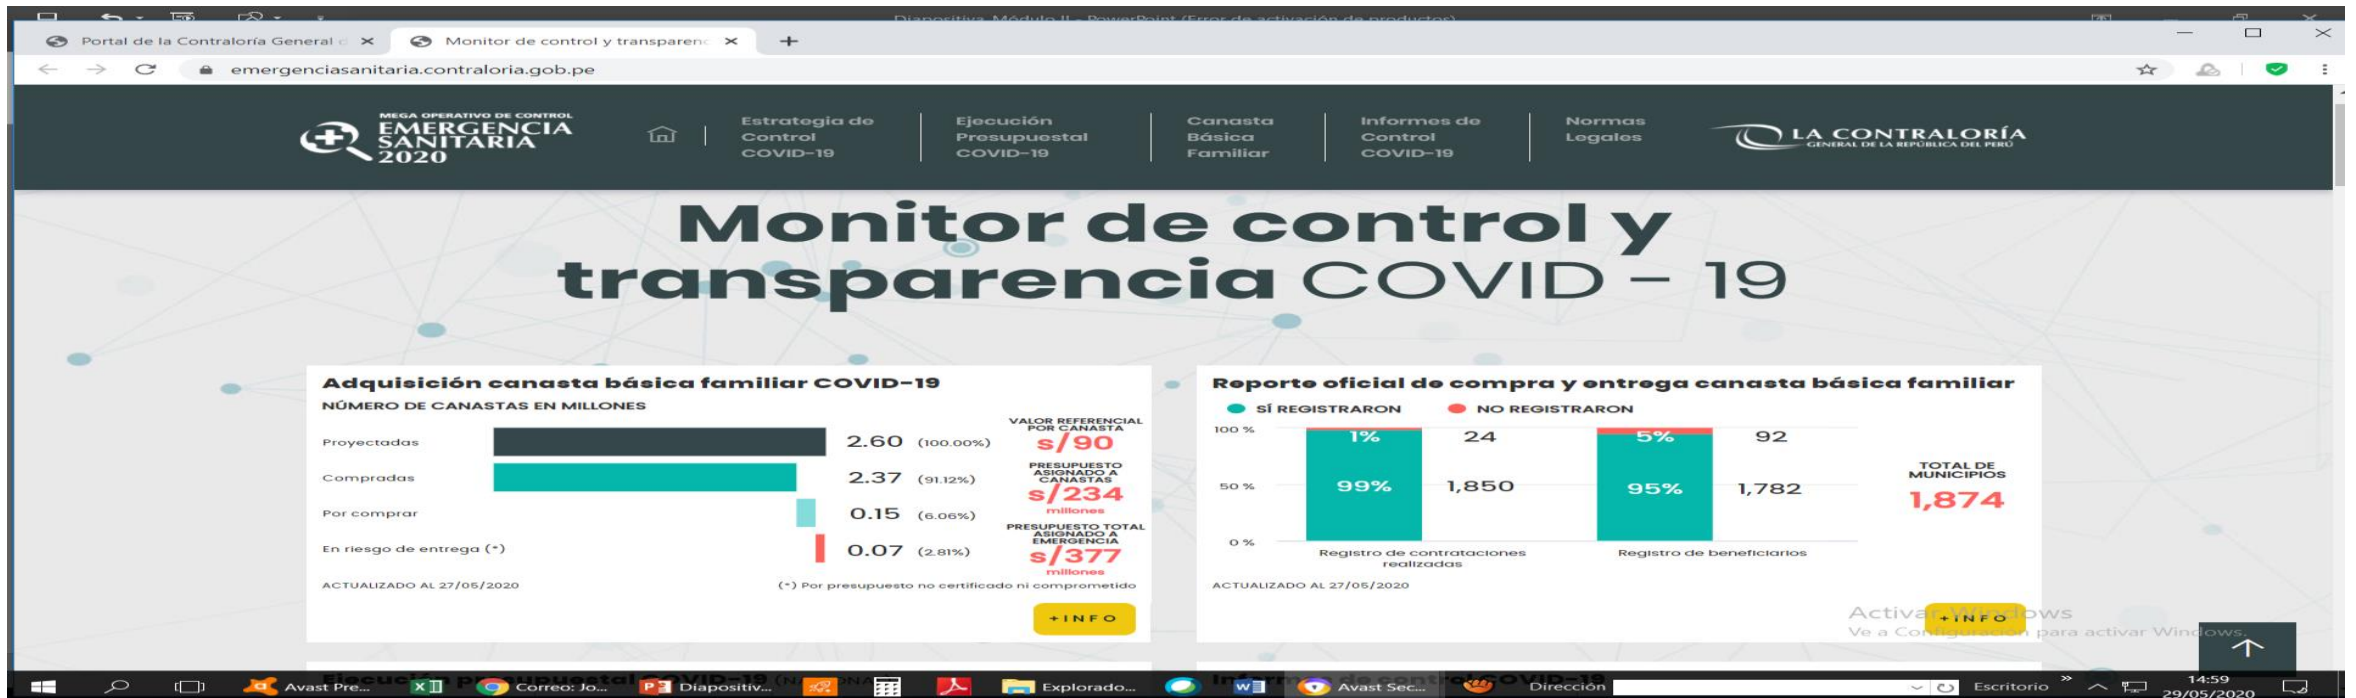 Diapositiva Módulo II - PowerPoint (Error de activación de productos)
Portal de la Contraloría General d
Monitor de control y transparenc
emergenciasanitaria.contraloria.gob.pe
MEGA OPERATIVO DE CONTROL
EMERGENCIA
SANITARIA
2020
Estrategia de
Control
COVID-19
Ejecución
Presupuestal
COVID-19
Canasta
Básica
Familiar
Informes de
Control
COVID-19
Normas
Legales
LA CONTRALORÍA
GENERAL DE LA REPÚBLICA DEL PERÚ
Monitor de control y
transparencia COVID - 19
Adquisición canasta básica familiar COVID-19
NÚMERO DE CANASTAS EN MILLONES
Proyectadas 2.60 (100.00%)
Compradas 2.37 (91.12%)
Por comprar 0.15 (6.06%)
En riesgo de entrega (*) 0.07 (2.81%)
VALOR REFERENCIAL
POR CANASTA
s/90
PRESUPUESTO
ASIGNADO A
CANASTAS
s/234
millones
PRESUPUESTO TOTAL
ASIGNADO A
EMERGENCIA
s/377
millones
ACTUALIZADO AL 27/05/2020
(*) Por presupuesto no certificado ni comprometido
+INFO
Reporte oficial de compra y entrega canasta básica familiar
SÍ REGISTRARON NO REGISTRARON
100 %
50 %
0 %
1% 24
99% 1,850
5% 92
95% 1,782
Registro de contrataciones
realizadas
Registro de beneficiarios
TOTAL DE
MUNICIPIOS
1,874
ACTUALIZADO AL 27/05/2020
+INFO
Activar Windows
Ve a Configuración para activar Windows.
Avast Pre...
Correo: Jo...
Diapositiv...
Explorado...
Avast Sec...
Dirección
Escritorio
14:59
29/05/2020